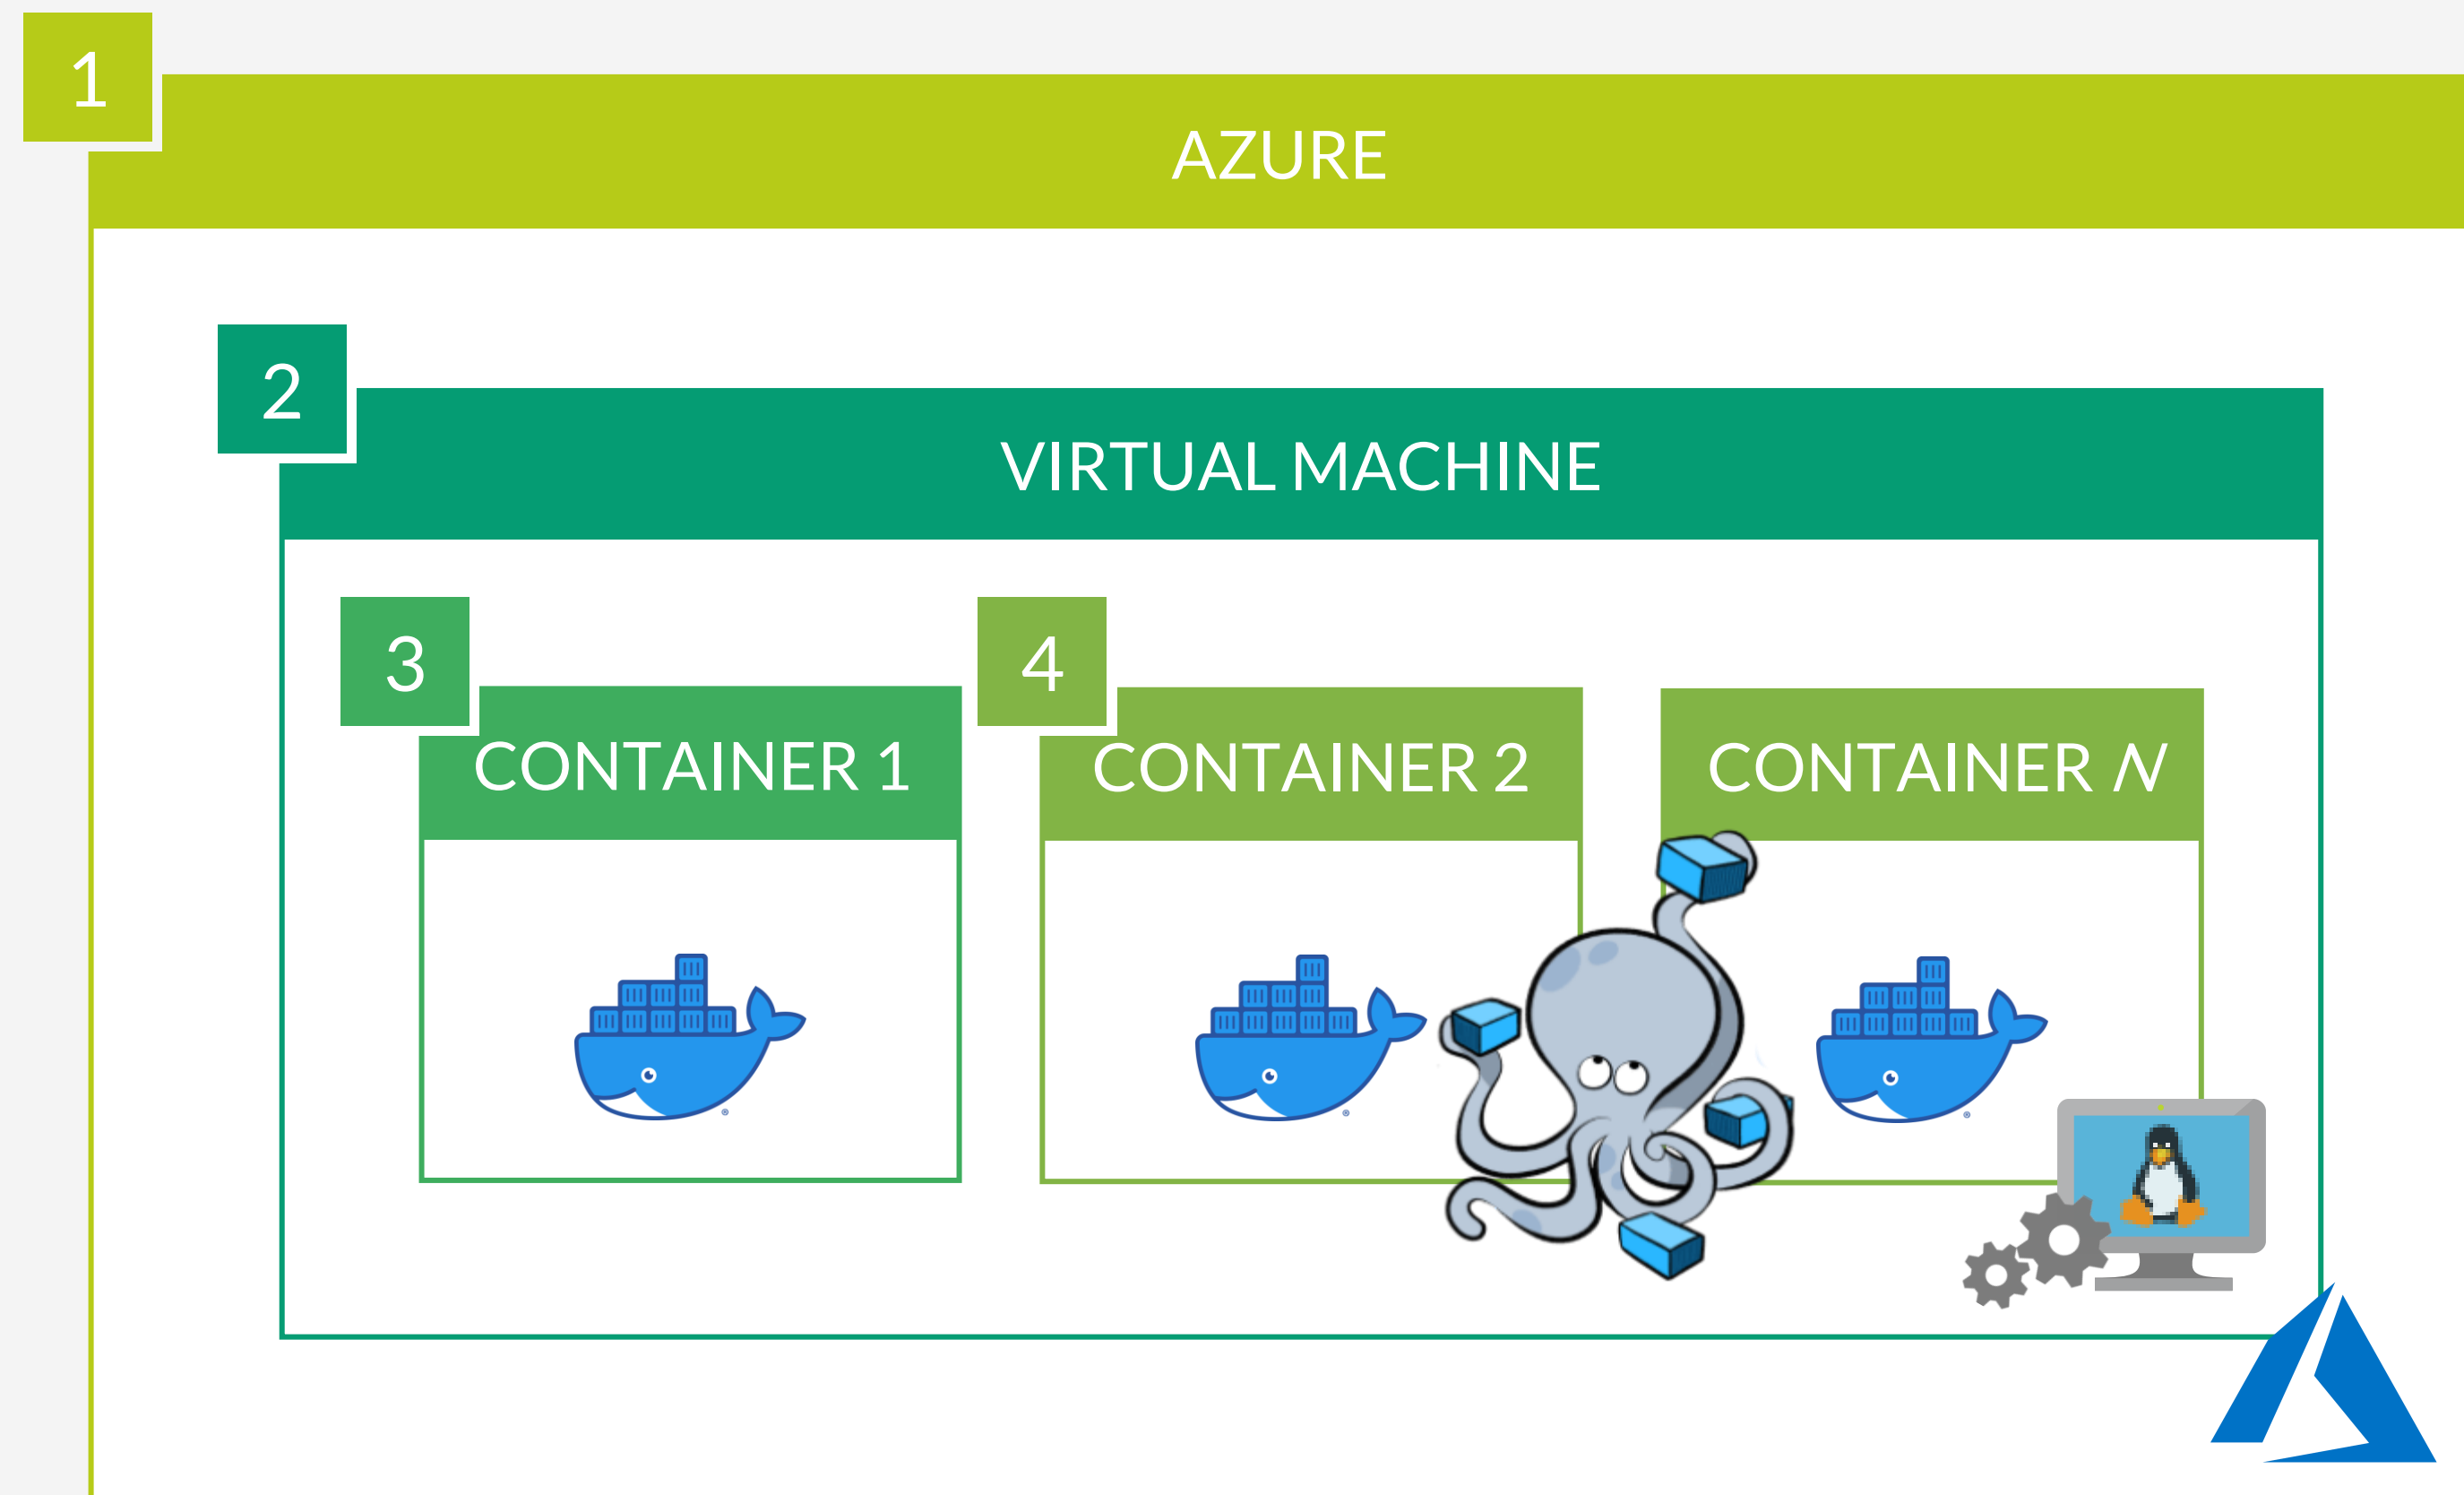 1
AZURE
2
VIRTUAL MACHINE
3
4
CONTAINER 1
CONTAINER 2
CONTAINER N